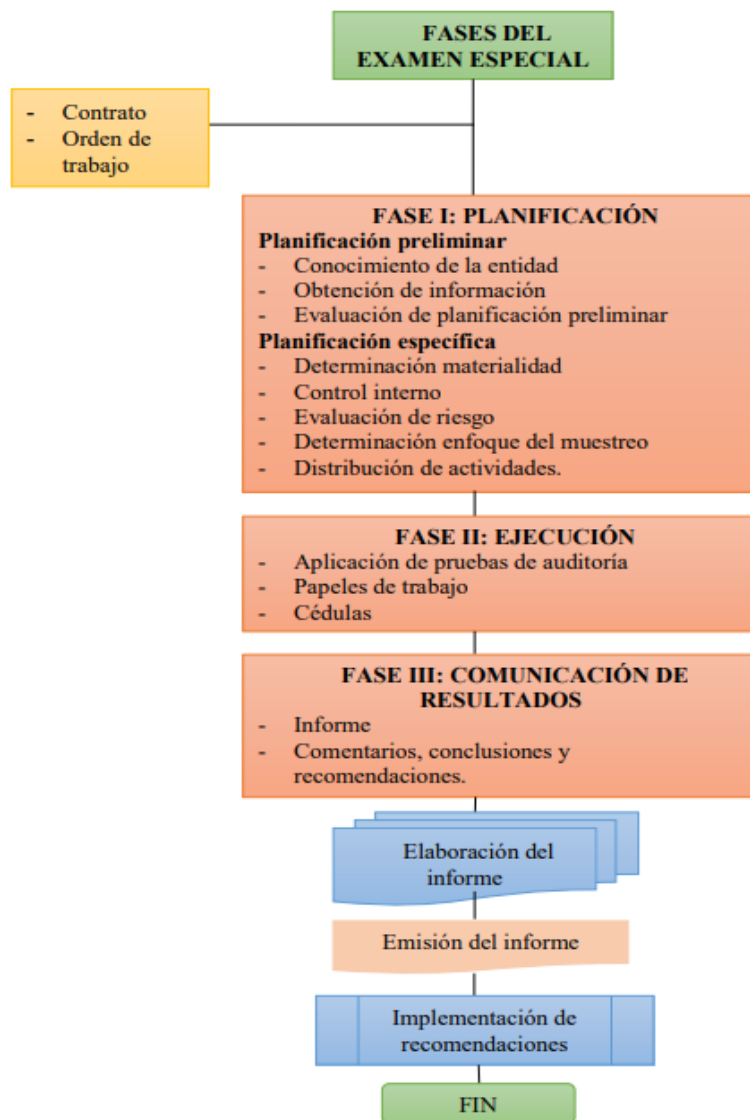 FASES DEL
EXAMEN ESPECIAL
- Contrato
- Orden de
trabajo
FASE I: PLANIFICACIÓN
Planificación preliminar
- Conocimiento de la entidad
- Obtención de información
- Evaluación de planificación preliminar
Planificación específica
- Determinación materialidad
- Control interno
- Evaluación de riesgo
- Determinación enfoque del muestreo
- Distribución de actividades.
FASE II: EJECUCIÓN
- Aplicación de pruebas de auditoría
- Papeles de trabajo
- Cédulas
FASE III: COMUNICACIÓN DE
RESULTADOS
- Informe
- Comentarios, conclusiones y
recomendaciones.
Elaboración del
informe
Emisión del informe
Implementación de
recomendaciones
FIN